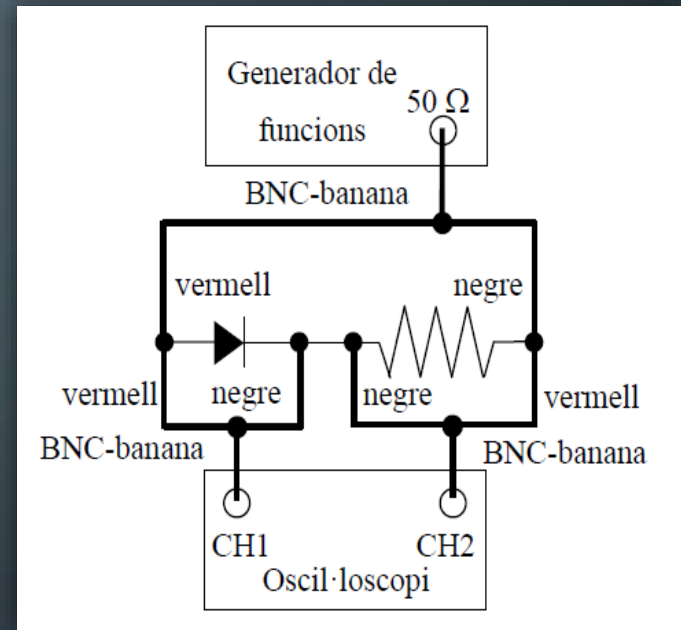 Generador de
50 Ω
funcions
BNC-banana
vermell
negre
vermell
negre
negre
vermell
BNC-banana
BNC-banana
CH1
CH2
Oscil·loscopi